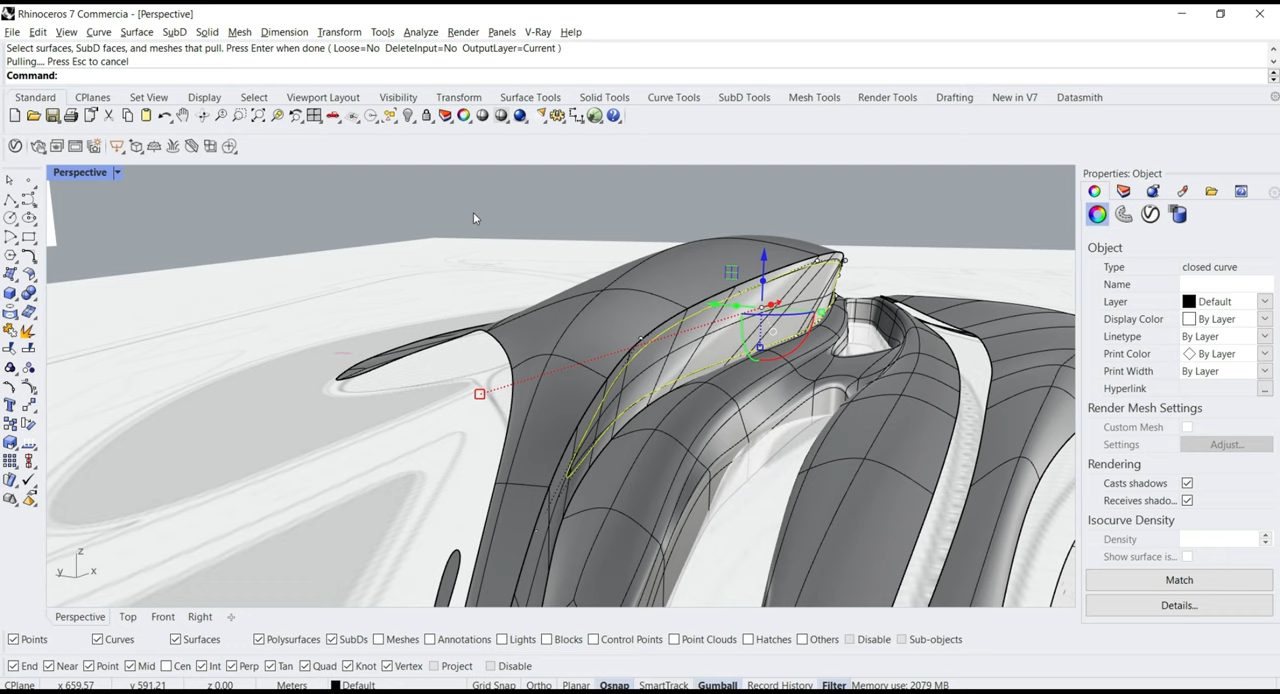 Rhinoceros 7 Commercia - [Perspective]
File Edit View Curve Surface SubD Solid Mesh Dimension Transform Tools Analyze Render Panels V-Ray Help
Select surfaces, SubD faces, and meshes that pull. Press Enter when done ( Loose=No DeleteInput=No OutputLayer=Current )
Pulling.... Press Esc to cancel
Command:
Standard CPlanes Set View Display Select Viewport Layout Visibility Transform Surface Tools Solid Tools Curve Tools SubD Tools Mesh Tools Render Tools Drafting New in V7 Datasmith
Perspective
Properties: Object
Object
Type closed curve
Name
Layer Default
Display Color By Layer
Linetype By Layer
Print Color By Layer
Print Width By Layer
Hyperlink ...
Render Mesh Settings
Custom Mesh
Settings Adjust...
Rendering
Casts shadows
Receives shado...
Isocurve Density
Density
Show surface is...
Match
Details...
z
y x
Perspective Top Front Right
Points Curves Surfaces Polysurfaces SubDs Meshes Annotations Lights Blocks Control Points Point Clouds Hatches Others Disable Sub-objects
End Near Point Mid Cen Int Perp Tan Quad Knot Vertex Project Disable
CPlane x 659.57 y 591.21 z 0.00 Meters Default Grid Snap Ortho Planar Osnap SmartTrack Gumball Record History Filter Memory use: 2079 MB